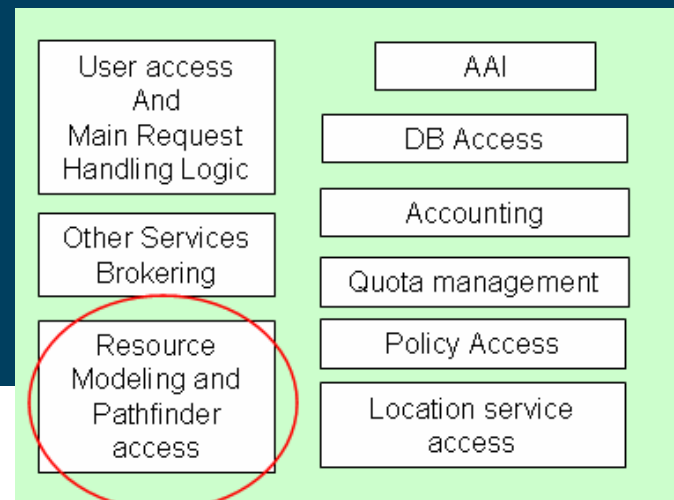 User access
And
Main Request
Handling Logic
Other Services
Brokering
Resource
Modeling and
Pathfinder
access
AAI
DB Access
Accounting
Quota management
Policy Access
Location service
access